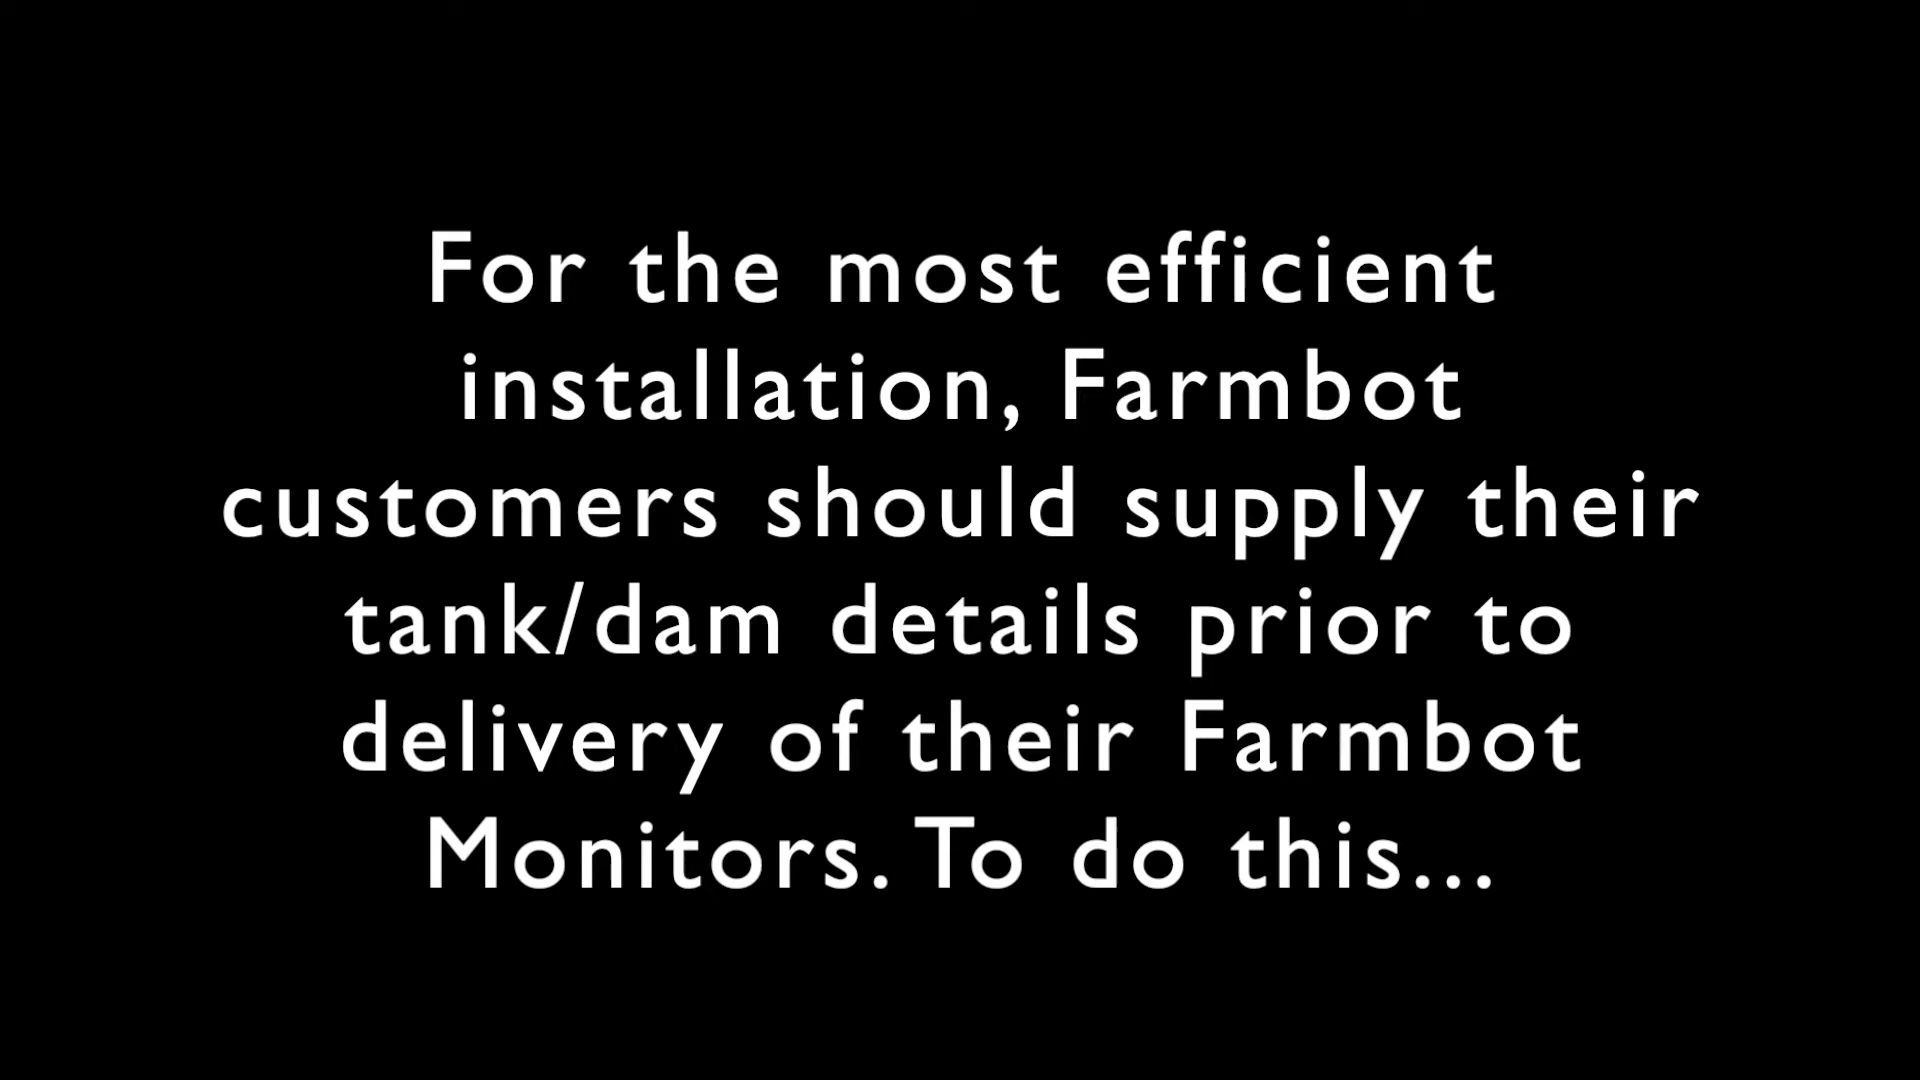 For the most efficient
installation, Farmbot
customers should supply their
tank/dam details prior to
delivery of their Farmbot
Monitors. To do this...